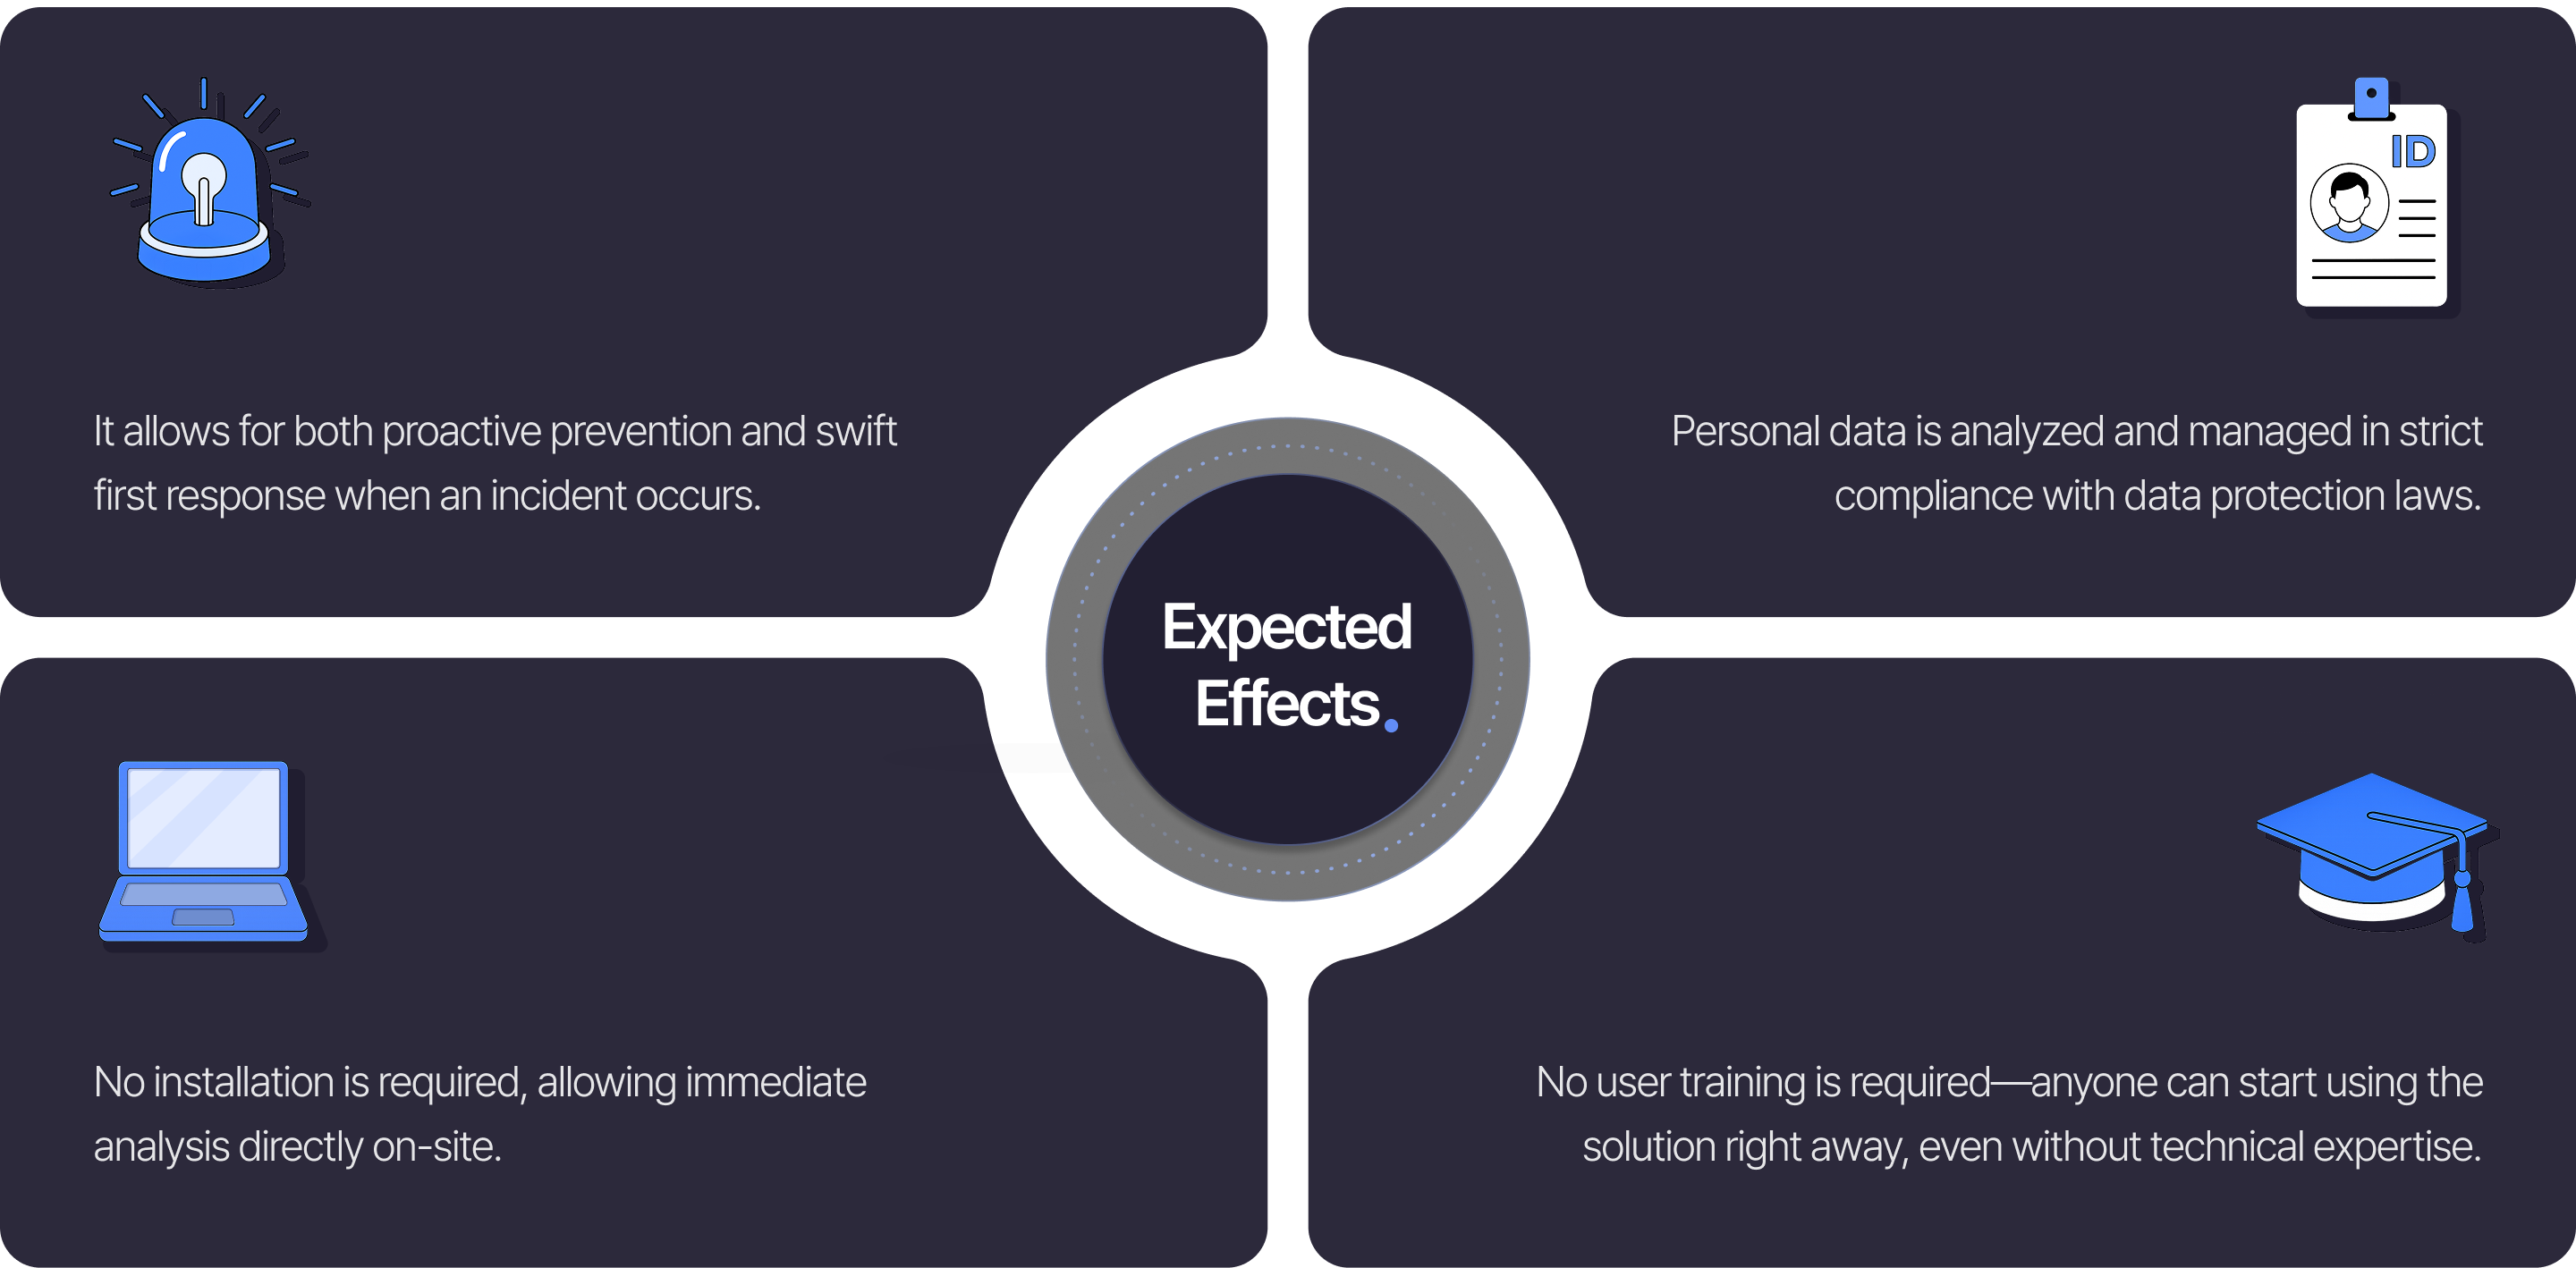 It allows for both proactive prevention and swift
first response when an incident occurs.
ID
Personal data is analyzed and managed in strict
compliance with data protection laws.
Expected
Effects.
No installation is required, allowing immediate
analysis directly on-site.
No user training is required—anyone can start using the
solution right away, even without technical expertise.